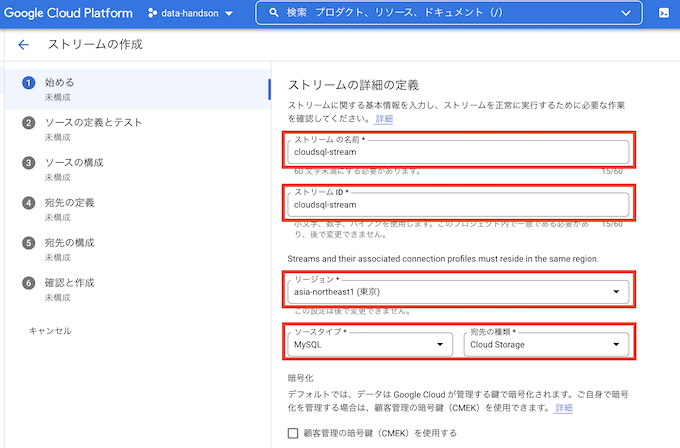 Google Cloud Platform
data-handson
検索 プロダクト、リソース、ドキュメント (/)
ストリームの作成
1 始める
未構成
2 ソースの定義とテスト
未構成
3 ソースの構成
未構成
4 宛先の定義
未構成
5 宛先の構成
未構成
6 確認と作成
未構成
キャンセル
ストリームの詳細の定義
ストリームに関する基本情報を入力し、ストリームを正常に実行するために必要な作業
を確認してください。 詳細
ストリーム の名前 *
cloudsql-stream
60 文字未満にする必要があります。 15/60
ストリーム ID *
cloudsql-stream
小文字、数字、ハイフンを使用します。このプロジェクト内で一意である必要があ
り、後で変更できません。 15/60
Streams and their associated connection profiles must reside in the same region.
リージョン *
asia-northeast1 (東京)
この設定は後で変更できません。
ソースタイプ * 宛先の種類 *
MySQL Cloud Storage
暗号化
デフォルトでは、データは Google Cloud が管理する鍵で暗号化されます。ご自身で暗号
化を管理する場合は、顧客管理の暗号鍵（CMEK）を使用できます。 詳細
顧客管理の暗号鍵（CMEK）を使用する